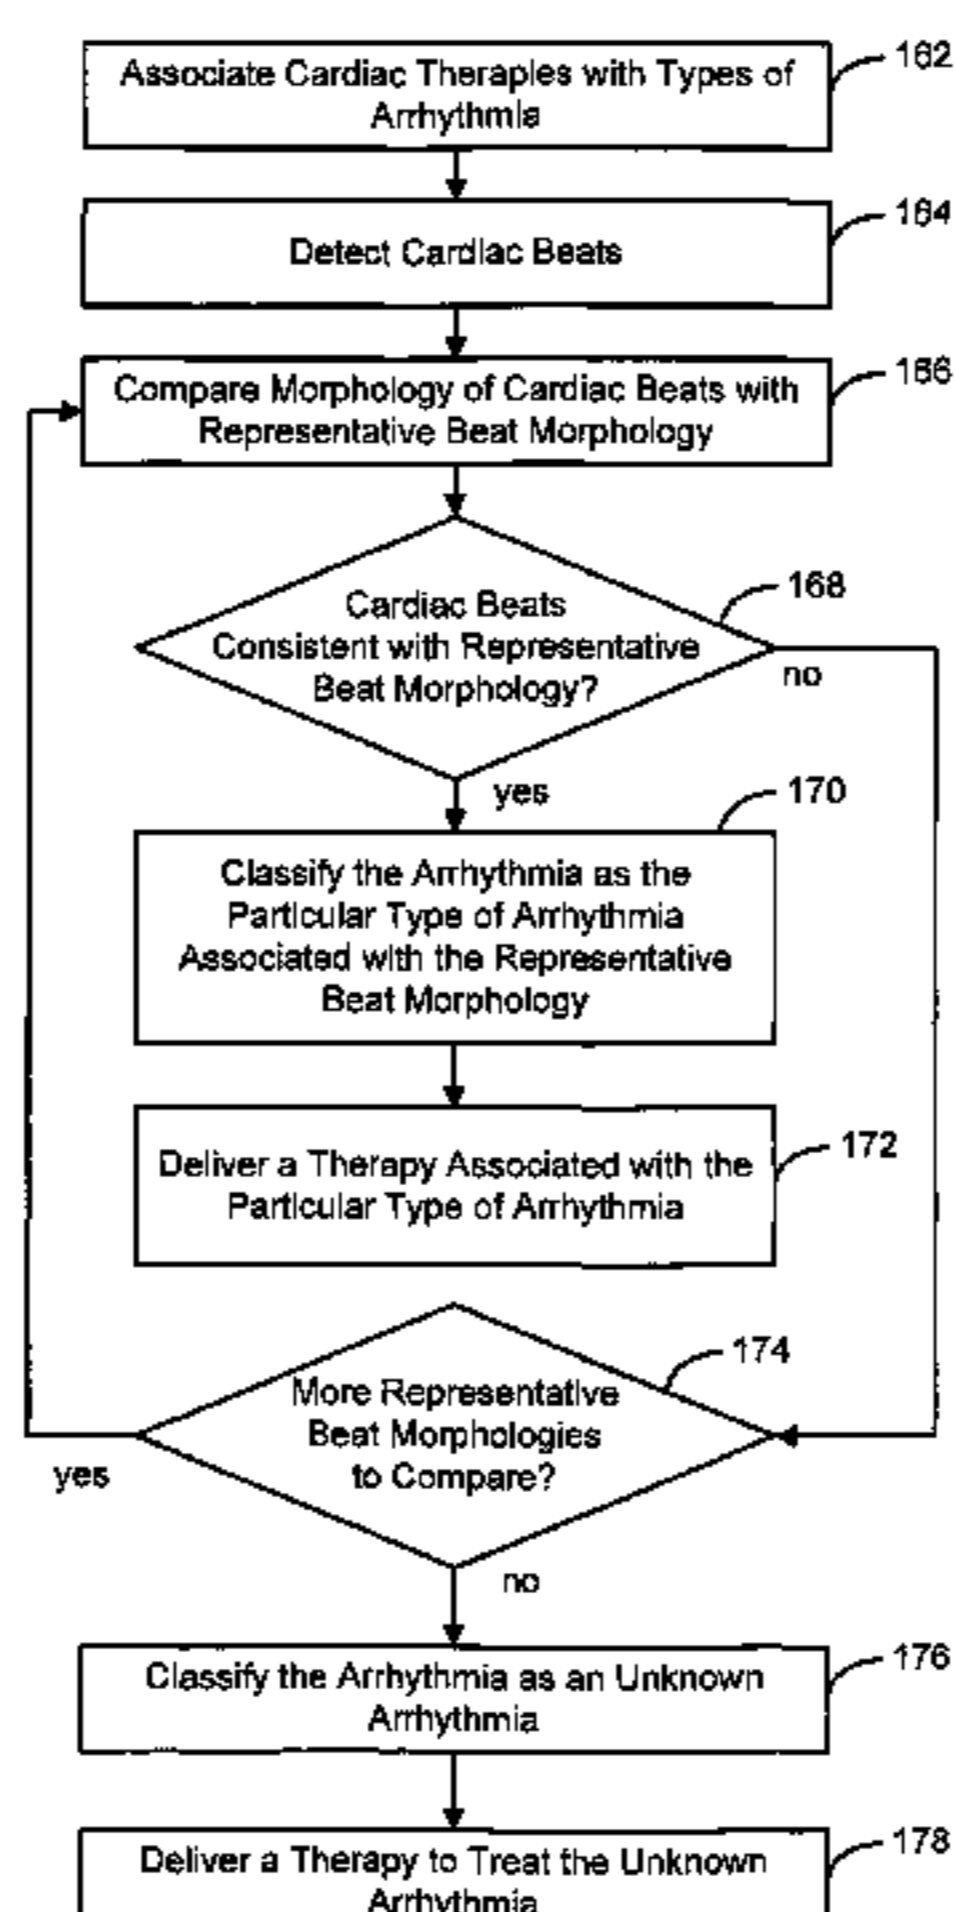 162
Associate Cardiac Therapies with Types of
Arrhythmia
164
Detect Cardiac Beats
166
Compare Morphology of Cardiac Beats with
Representative Beat Morphology
168
Cardiac Beats
Consistent with Representative
Beat Morphology?
no
yes
170
Classify the Arrhythmia as the
Particular Type of Arrhythmia
Associated with the Representative
Beat Morphology
172
Deliver a Therapy Associated with the
Particular Type of Arrhythmia
174
More Representative
Beat Morphologies
to Compare?
yes
no
176
Classify the Arrhythmia as an Unknown
Arrhythmia
178
Deliver a Therapy to Treat the Unknown
Arrhythmia